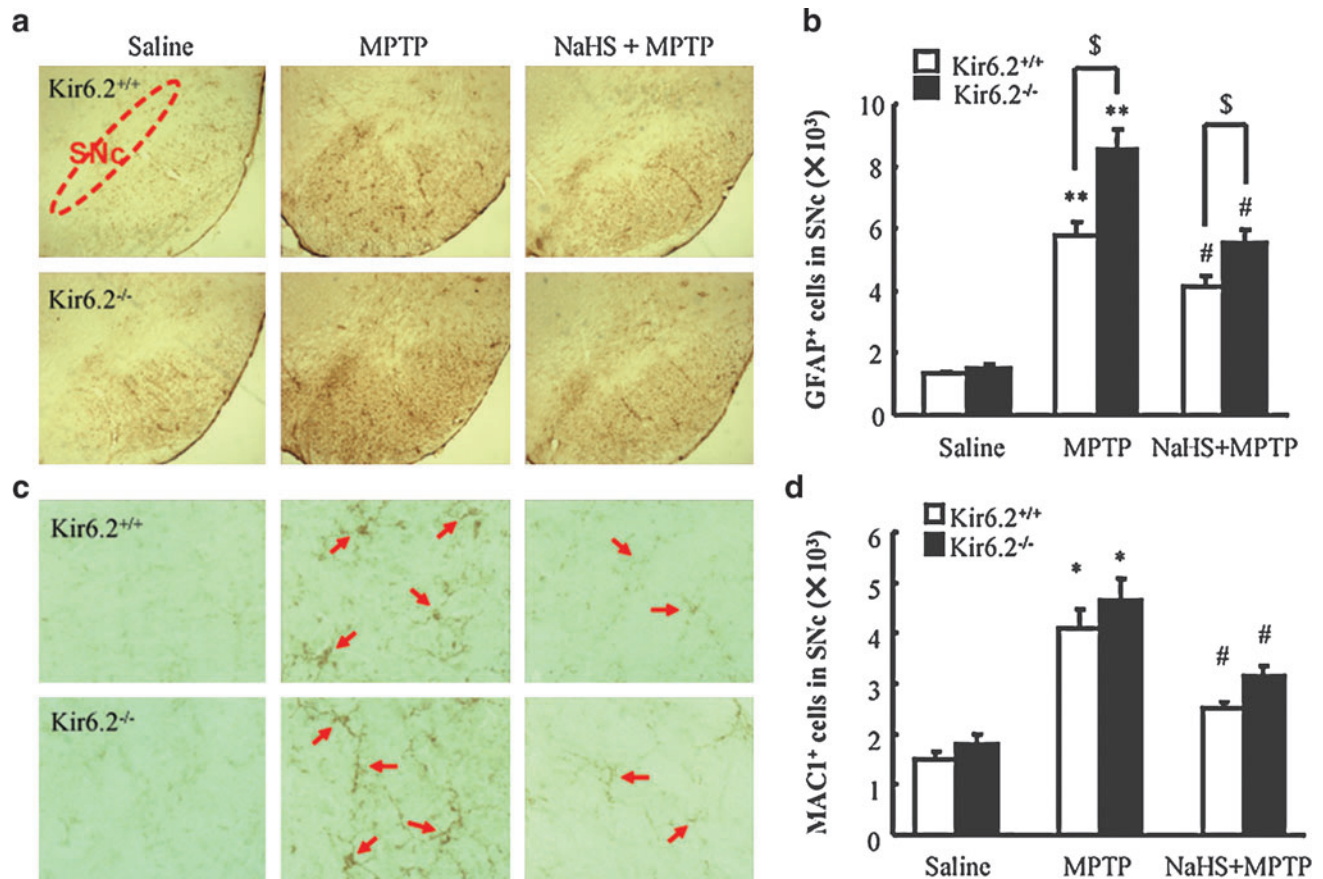 a
Saline MPTP NaHS + MPTP
Kir6.2+/+
SNc
Kir6.2-/-
b
Kir6.2+/+
Kir6.2-/-
GFAP+ cells in SNc (×10³)
10
8
6
4
2
0
$
$
**
**
#
#
Saline MPTP NaHS+MPTP
c
Kir6.2+/+
Kir6.2-/-
d
Kir6.2+/+
Kir6.2-/-
MAC1+ cells in SNc (×10³)
6
5
4
3
2
1
0
* *
# #
Saline MPTP NaHS+MPTP